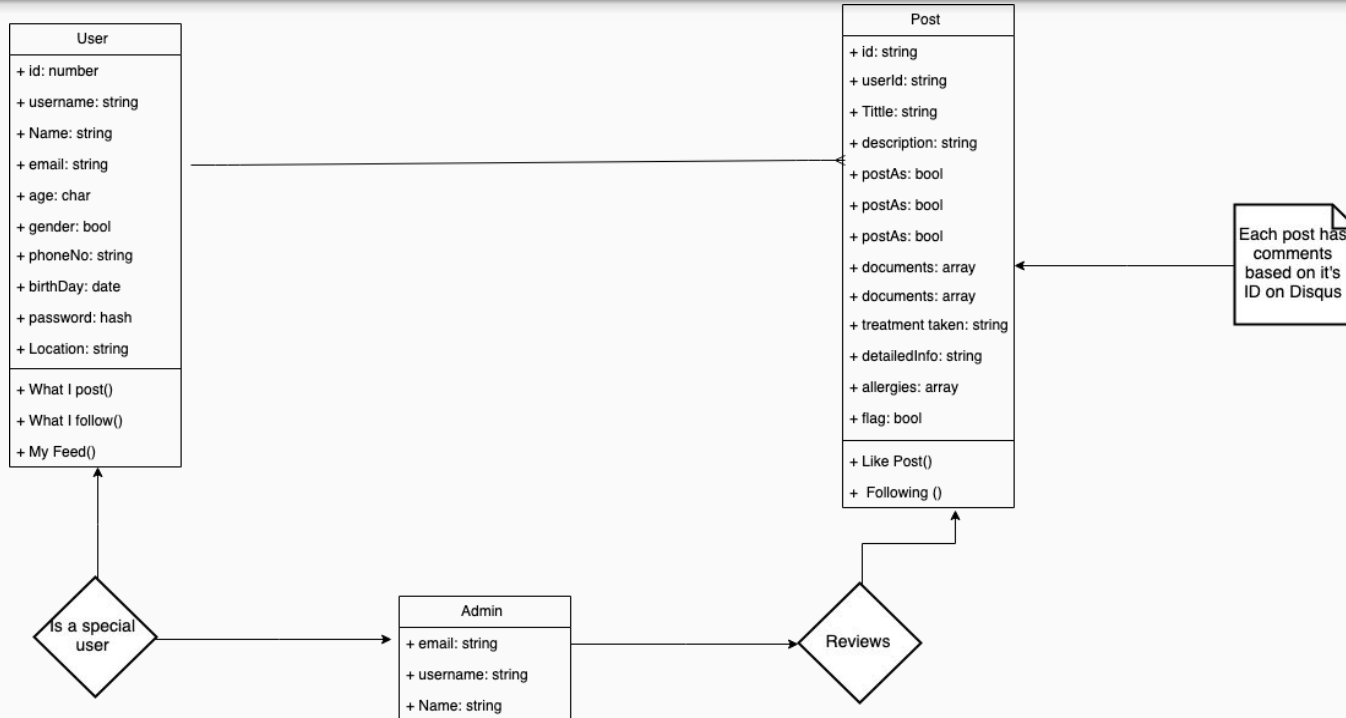 User
+ id: number
+ username: string
+ Name: string
+ email: string
+ age: char
+ gender: bool
+ phoneNo: string
+ birthDay: date
+ password: hash
+ Location: string
+ What I post()
+ What I follow()
+ My Feed()
Post
+ id: string
+ userId: string
+ Tittle: string
+ description: string
+ postAs: bool
+ postAs: bool
+ postAs: bool
+ documents: array
+ documents: array
+ treatment taken: string
+ detailedInfo: string
+ allergies: array
+ flag: bool
+ Like Post()
+ Following ()
Each post has
comments
based on it's
ID on Disqus
Is a special
user
Admin
+ email: string
+ username: string
+ Name: string
Reviews